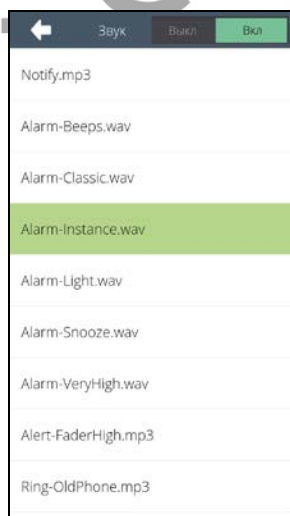 Звук Выкл Вкл
Notify.mp3
Alarm-Beeps.wav
Alarm-Classic.wav
Alarm-Instance.wav
Alarm-Light.wav
Alarm-Snooze.wav
Alarm-VeryHigh.wav
Alert-FaderHigh.mp3
Ring-OldPhone.mp3